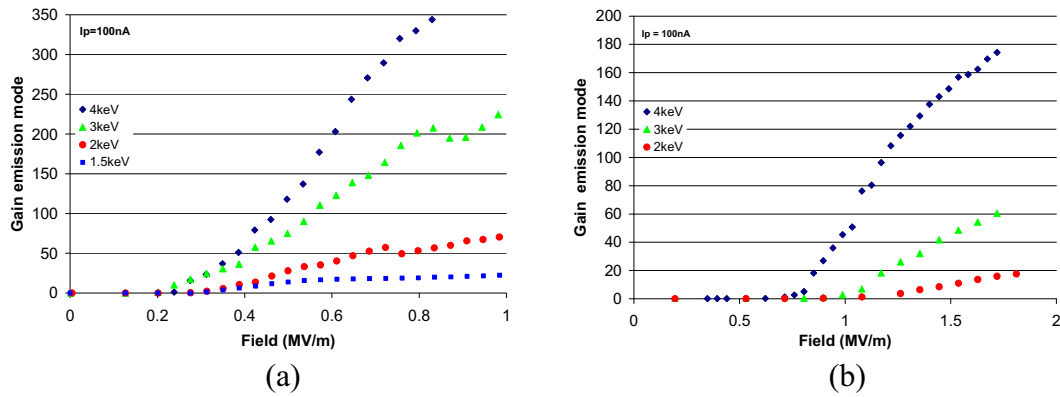 350
300
250
200
150
100
50
0
Gain emission mode
Ip=100nA
4keV
3keV
2keV
1.5keV
0
0.2
0.4
0.6
0.8
1
Field (MV/m)
(a)
200
180
160
140
120
100
80
60
40
20
0
Gain emission mode
Ip = 100nA
4keV
3keV
2keV
0
0.5
1
1.5
2
Field (MV/m)
(b)